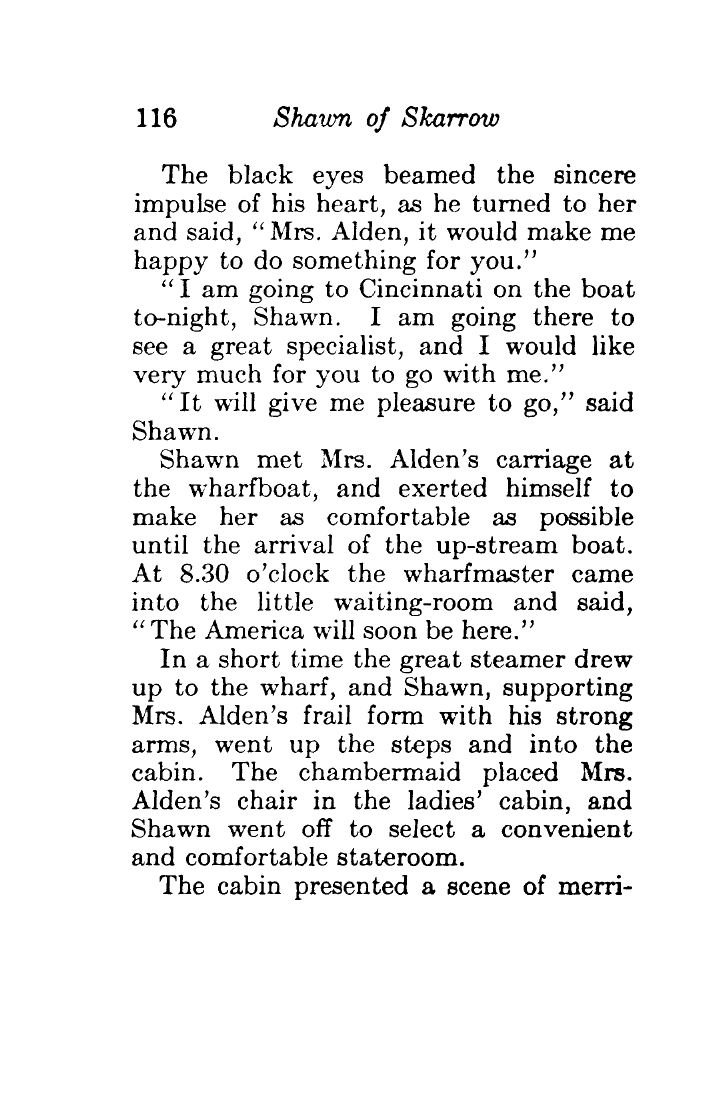 116 Shawn of Skarrow
The black eyes beamed the sincere
impulse of his heart, as he turned to her
and said, “Mrs. Alden, it would make me
happy to do something for you.”
“I am going to Cincinnati on the boat
to-night, Shawn. I am going there to
see a great specialist, and I would like
very much for you to go with me.”
“It will give me pleasure to go,” said
Shawn.
Shawn met Mrs. Alden’s carriage at
the wharfboat, and exerted himself to
make her as comfortable as possible
until the arrival of the up-stream boat.
At 8.30 o’clock the wharfmaster came
into the little waiting-room and said,
“The America will soon be here.”
In a short time the great steamer drew
up to the wharf, and Shawn, supporting
Mrs. Alden’s frail form with his strong
arms, went up the steps and into the
cabin. The chambermaid placed Mrs.
Alden’s chair in the ladies’ cabin, and
Shawn went off to select a convenient
and comfortable stateroom.
The cabin presented a scene of merri-